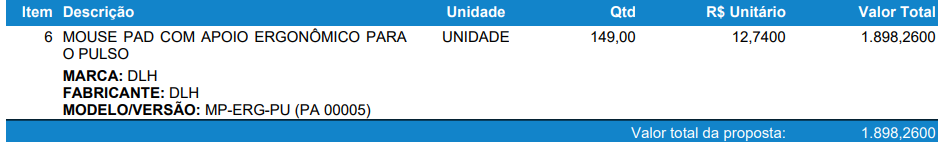 Item Descrição Unidade Qtd R$ Unitário Valor Total
6 MOUSE PAD COM APOIO ERGONÔMICO PARA UNIDADE 149,00 12,7400 1.898,2600
O PULSO
MARCA: DLH
FABRICANTE: DLH
MODELO/VERSÃO: MP-ERG-PU (PA 00005)
Valor total da proposta: 1.898,2600